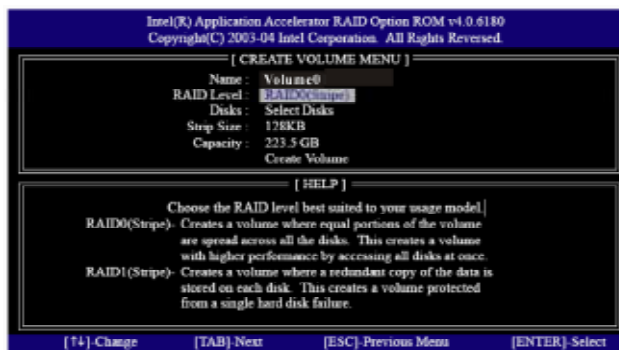 Intel(R) Application Accelerator RAID Option ROM v4.0.6180
Copyright(C) 2003-04 Intel Corporation. All Rights Reversed.
[ CREATE VOLUME MENU ]
Name : Volume0
RAID Level : RAID0(Stripe)
Disks : Select Disks
Strip Size : 128KB
Capacity : 223.5 GB
Create Volume
[ HELP ]
Choose the RAID level best suited to your usage model.
RAID0(Stripe)- Creates a volume where equal portions of the volume
are spread across all the disks. This creates a volume
with higher performance by accessing all disks at once.
RAID1(Stripe)- Creates a volume where a redundant copy of the data is
stored on each disk. This creates a volume protected
from a single hard disk failure.
[↑↓]-Change [TAB]-Next [ESC]-Previous Menu [ENTER]-Select